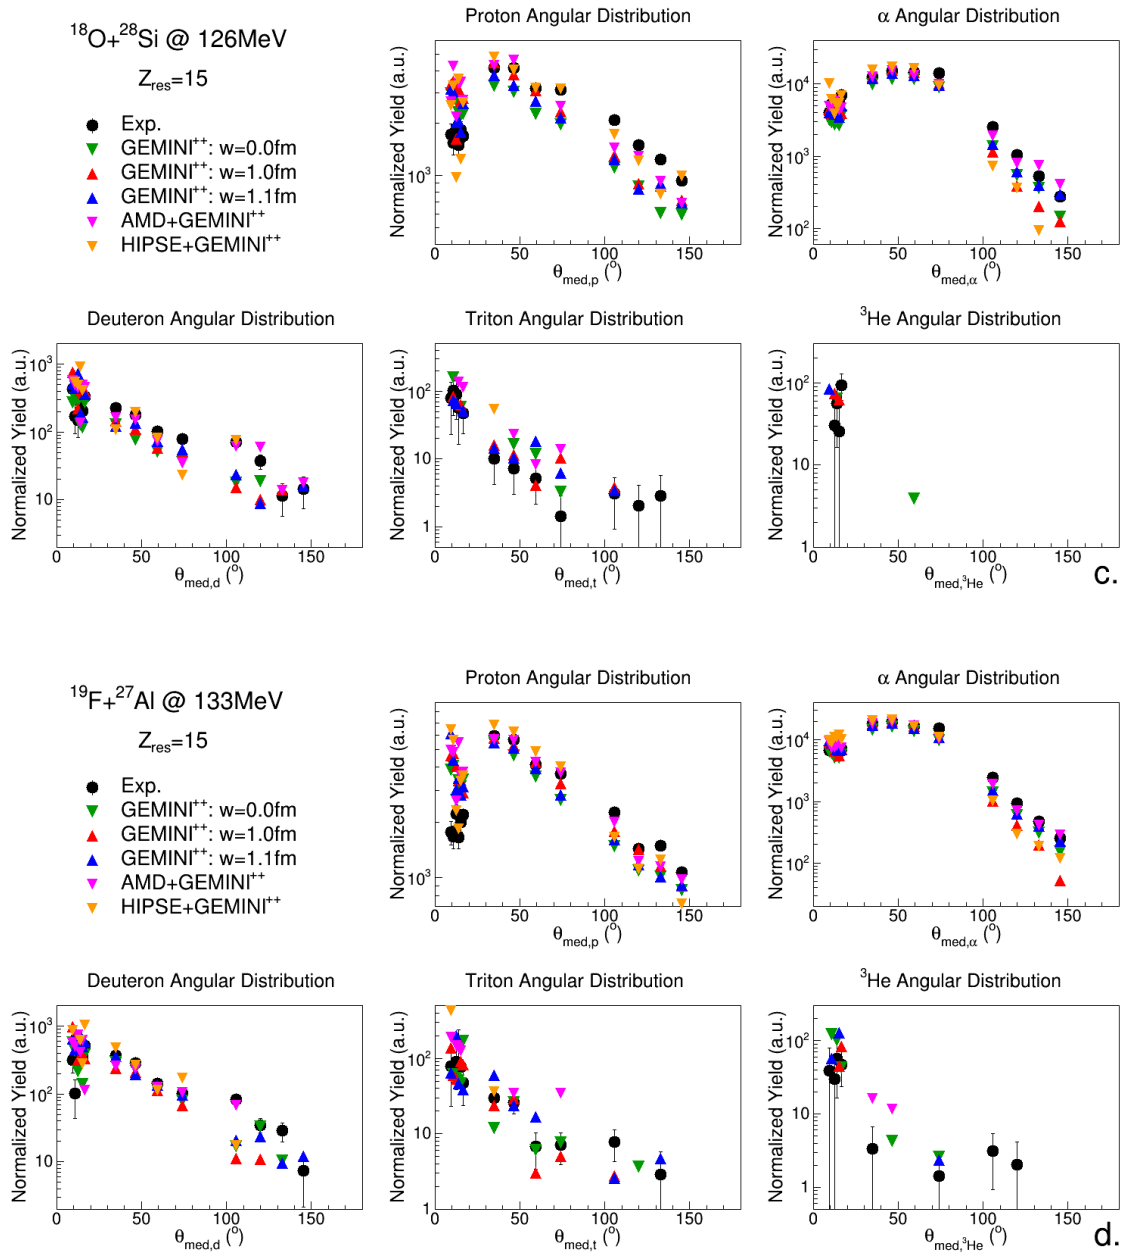 ¹⁸O+²⁸Si @ 126MeV
Z_res=15
Exp.
GEMINI⁺⁺: w=0.0fm
GEMINI⁺⁺: w=1.0fm
GEMINI⁺⁺: w=1.1fm
AMD+GEMINI⁺⁺
HIPSE+GEMINI⁺⁺
Proton Angular Distribution
Normalized Yield (a.u.)
10³
0 50 100 150
θ_med,p (°)
α Angular Distribution
Normalized Yield (a.u.)
10⁴
10³
10²
0 50 100 150
θ_med,α (°)
Deuteron Angular Distribution
Normalized Yield (a.u.)
10³
10²
10
0 50 100 150
θ_med,d (°)
Triton Angular Distribution
Normalized Yield (a.u.)
10²
10
1
0 50 100 150
θ_med,t (°)
³He Angular Distribution
Normalized Yield (a.u.)
10²
10
1
0 50 100 150
θ_med,³He (°)
c.
¹⁹F+²⁷Al @ 133MeV
Z_res=15
Exp.
GEMINI⁺⁺: w=0.0fm
GEMINI⁺⁺: w=1.0fm
GEMINI⁺⁺: w=1.1fm
AMD+GEMINI⁺⁺
HIPSE+GEMINI⁺⁺
Proton Angular Distribution
Normalized Yield (a.u.)
10³
0 50 100 150
θ_med,p (°)
α Angular Distribution
Normalized Yield (a.u.)
10⁴
10³
10²
0 50 100 150
θ_med,α (°)
Deuteron Angular Distribution
Normalized Yield (a.u.)
10³
10²
10
0 50 100 150
θ_med,d (°)
Triton Angular Distribution
Normalized Yield (a.u.)
10²
10
1
0 50 100 150
θ_med,t (°)
³He Angular Distribution
Normalized Yield (a.u.)
10²
10
1
0 50 100 150
θ_med,³He (°)
d.